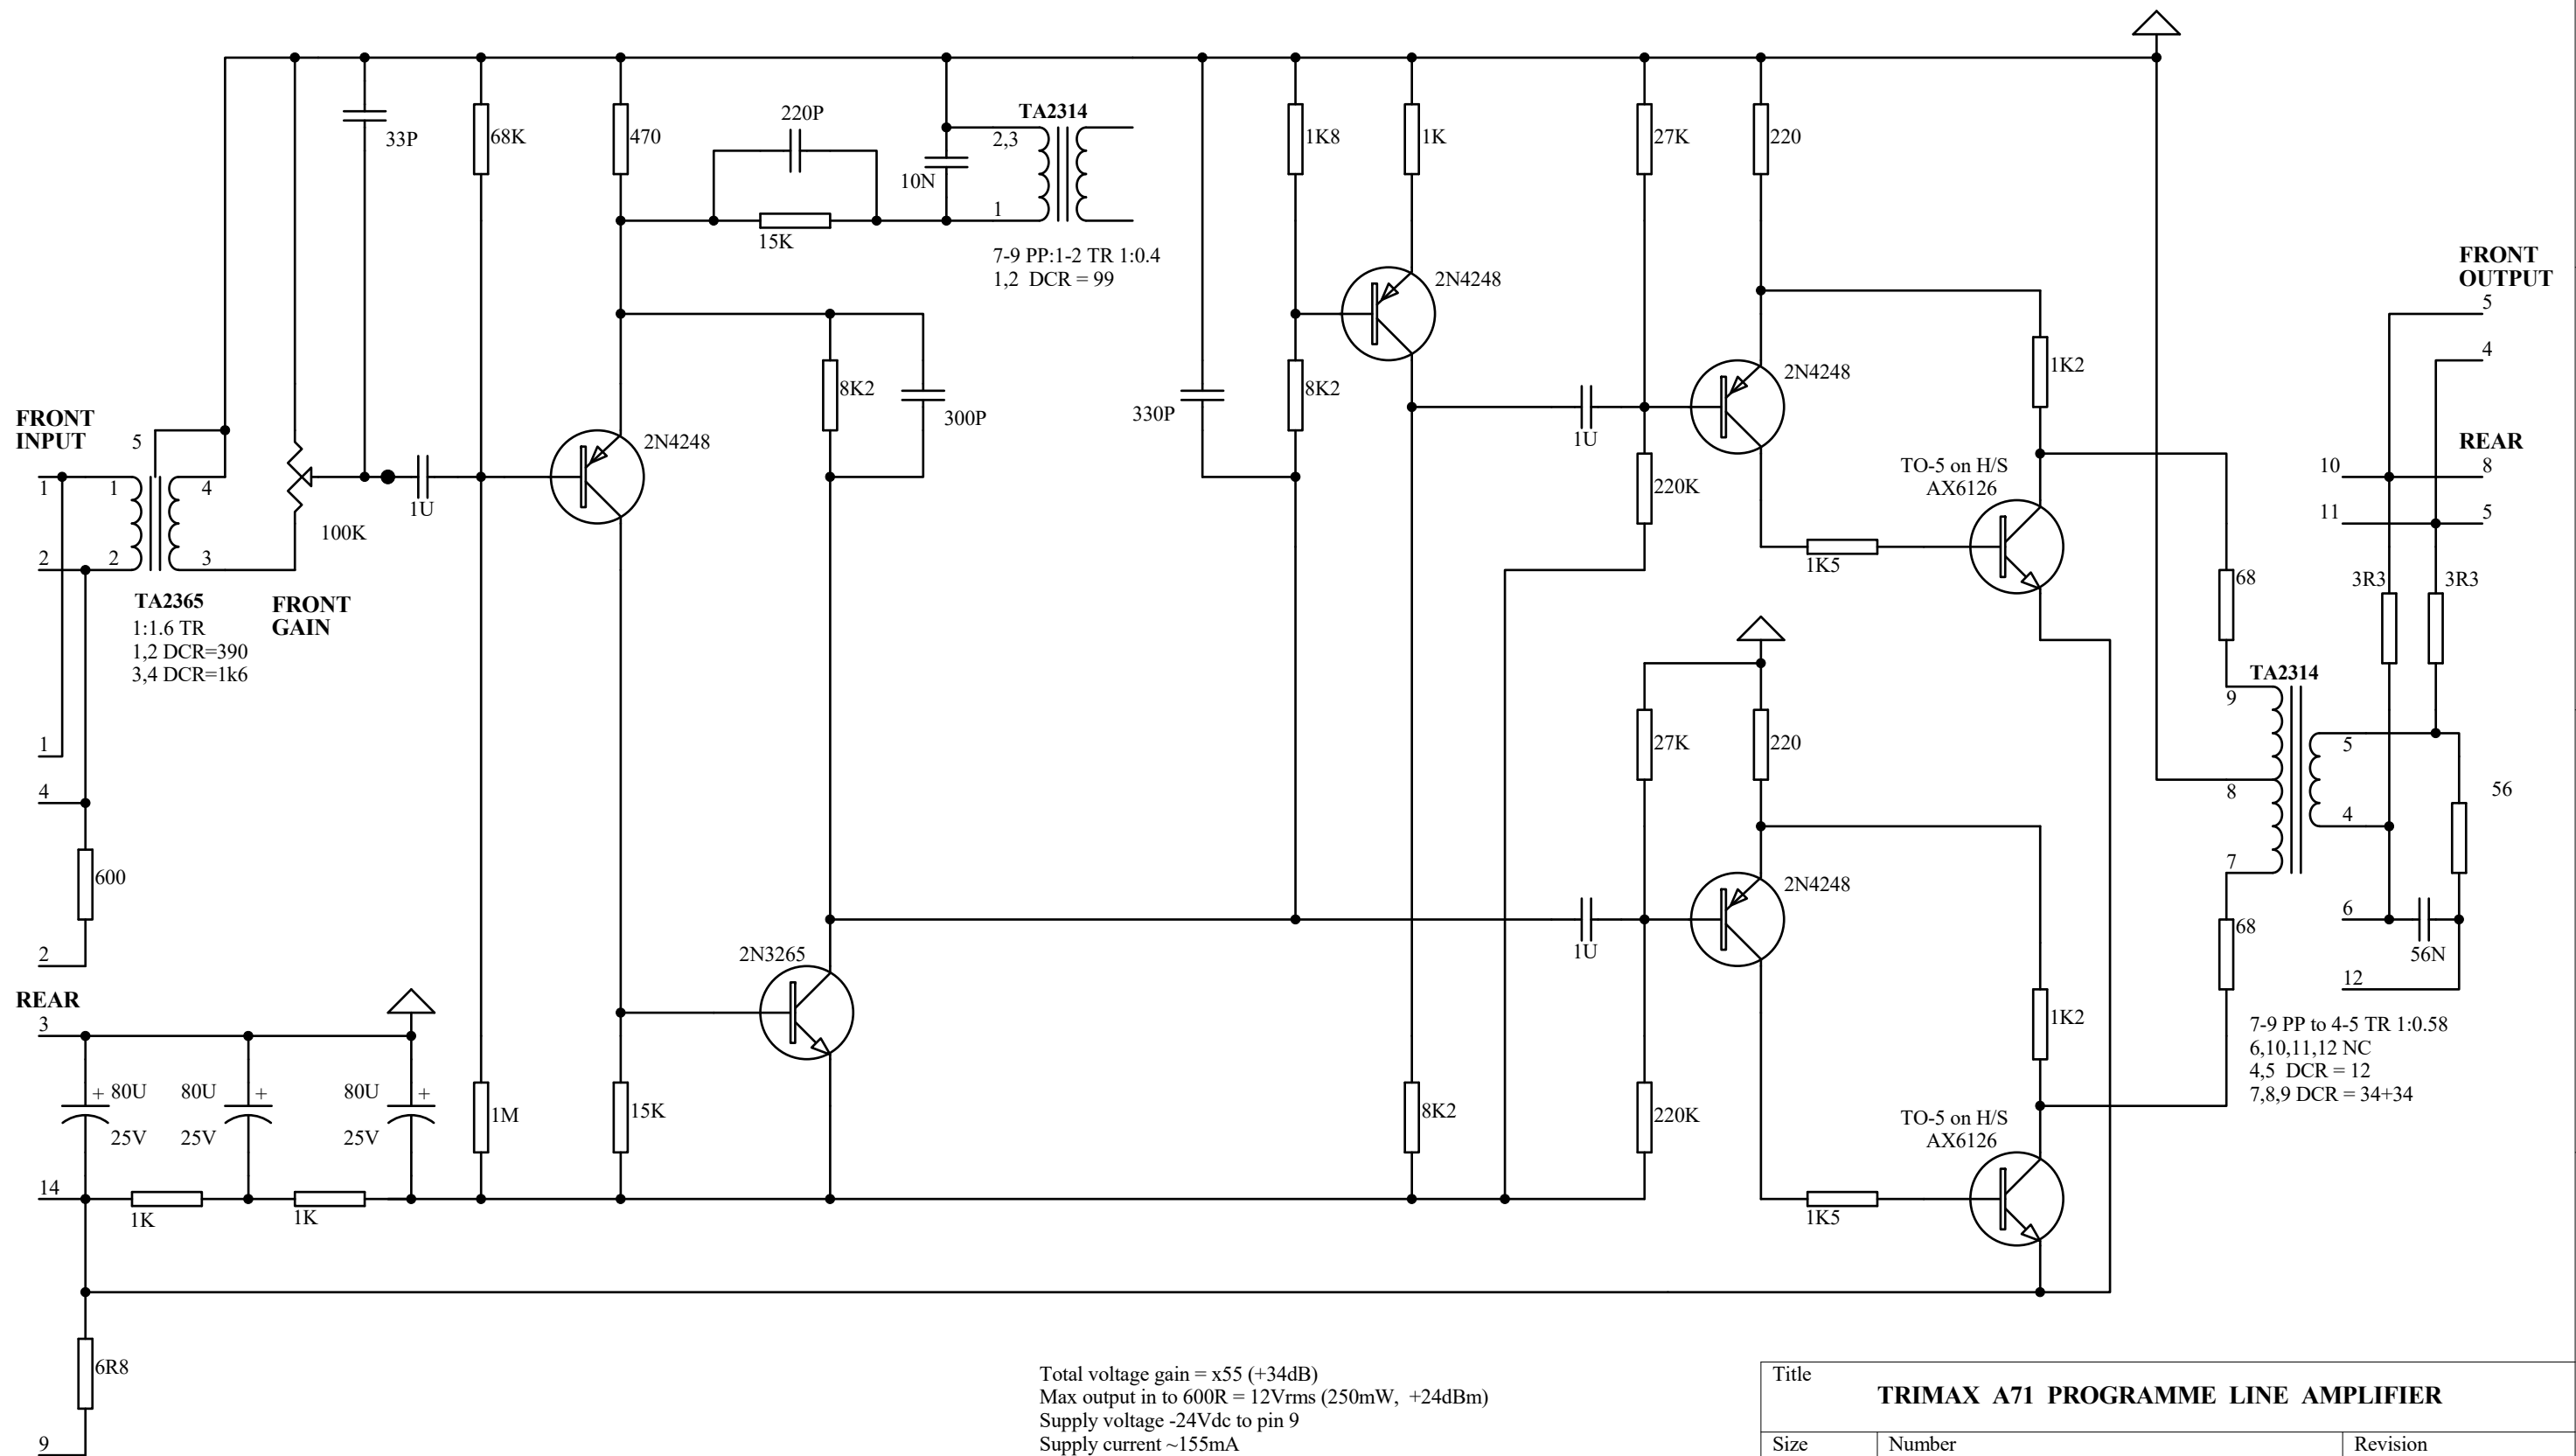 33P
68K
470
220P
10N
TA2314
2,3
1
15K
7-9 PP:1-2 TR 1:0.4
1,2 DCR = 99
1K8
1K
27K
220
2N4248
FRONT
OUTPUT
5
4
8K2
300P
330P
8K2
2N4248
1K2
1U
2N4248
220K
TO-5 on H/S
AX6126
1K5
REAR
10
8
11
5
3R3
3R3
FRONT
INPUT
5
1
1
4
2
2
3
100K
1U
TA2365
1:1.6 TR
1,2 DCR=390
3,4 DCR=1k6
FRONT
GAIN
68
TA2314
9
8
7
5
4
56
6
56N
12
68
1
4
600
2
27K
220
2N4248
1U
2N3265
1K2
7-9 PP to 4-5 TR 1:0.58
6,10,11,12 NC
4,5 DCR = 12
7,8,9 DCR = 34+34
REAR
3
+ 80U
25V
80U +
25V
80U +
25V
14
1K
1K
1M
15K
8K2
220K
TO-5 on H/S
AX6126
1K5
6R8
9
Total voltage gain = x55 (+34dB)
Max output in to 600R = 12Vrms (250mW, +24dBm)
Supply voltage -24Vdc to pin 9
Supply current ~155mA
Title
TRIMAX A71 PROGRAMME LINE AMPLIFIER
Size
Number
Revision